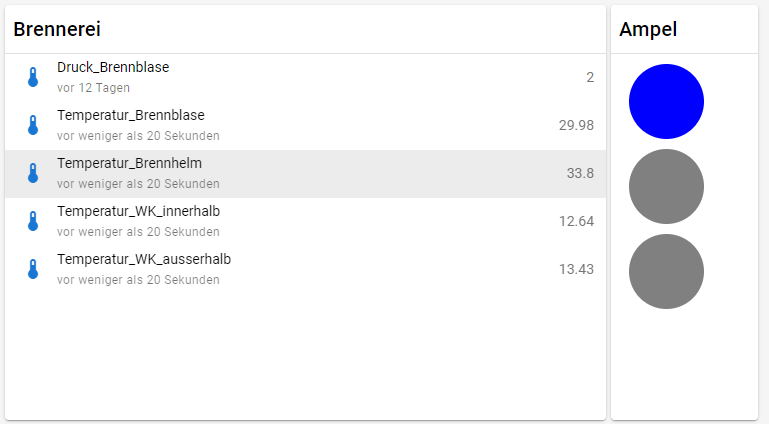 Brennerei
Druck_Brennblase
vor 12 Tagen
2
Temperatur_Brennblase
vor weniger als 20 Sekunden
29.98
Temperatur_Brennhelm
vor weniger als 20 Sekunden
33.8
Temperatur_WK_innerhalb
vor weniger als 20 Sekunden
12.64
Temperatur_WK_ausserhalb
vor weniger als 20 Sekunden
13.43
Ampel